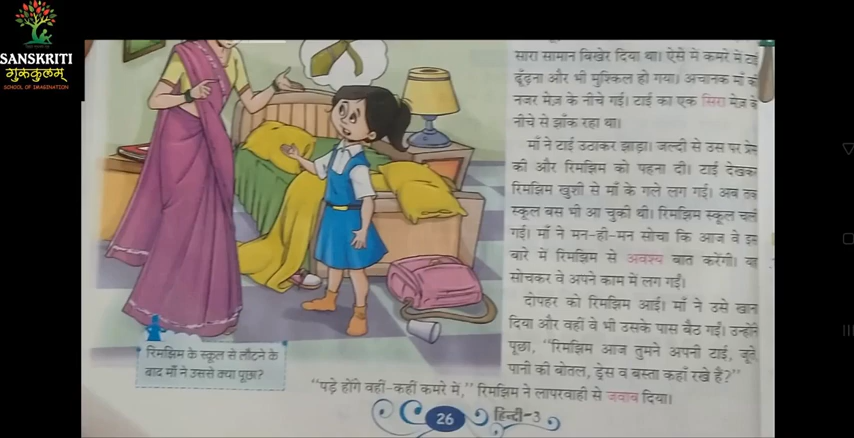 SANSKRITI
गुरुकुलम्
SCHOOL OF IMAGINATION
सारा सामान बिखेर दिया था। ऐसे में कमरे में टाई
ढूँढ़ना और भी मुश्किल हो गया। अचानक माँ की
नज़र मेज़ के नीचे गई। टाई का एक सिरा मेज़ के
नीचे से झाँक रहा था।
माँ ने टाई उठाकर झाड़ा। जल्दी से उस पर प्रेस
की और रिमझिम को पहना दी। टाई देखकर
रिमझिम खुशी से माँ के गले लग गई। अब तक
स्कूल बस भी आ चुकी थी। रिमझिम स्कूल चली
गई। माँ ने मन-ही-मन सोचा कि आज वे इस
बारे में रिमझिम से अवश्य बात करेंगी। यह
सोचकर वे अपने काम में लग गईं।
दोपहर को रिमझिम आई। माँ ने उसे खाना
दिया और वहीं वे भी उसके पास बैठ गईं। उन्होंने
पूछा, “रिमझिम आज तुमने अपनी टाई, जूते,
पानी की बोतल, ड्रेस व बस्ता कहाँ रखे हैं?”
रिमझिम के स्कूल से लौटने के
बाद माँ ने उससे क्या पूछा?
“पड़े होंगे वहीं-कहीं कमरे में,” रिमझिम ने लापरवाही से जवाब दिया।
26 हिन्दी-3